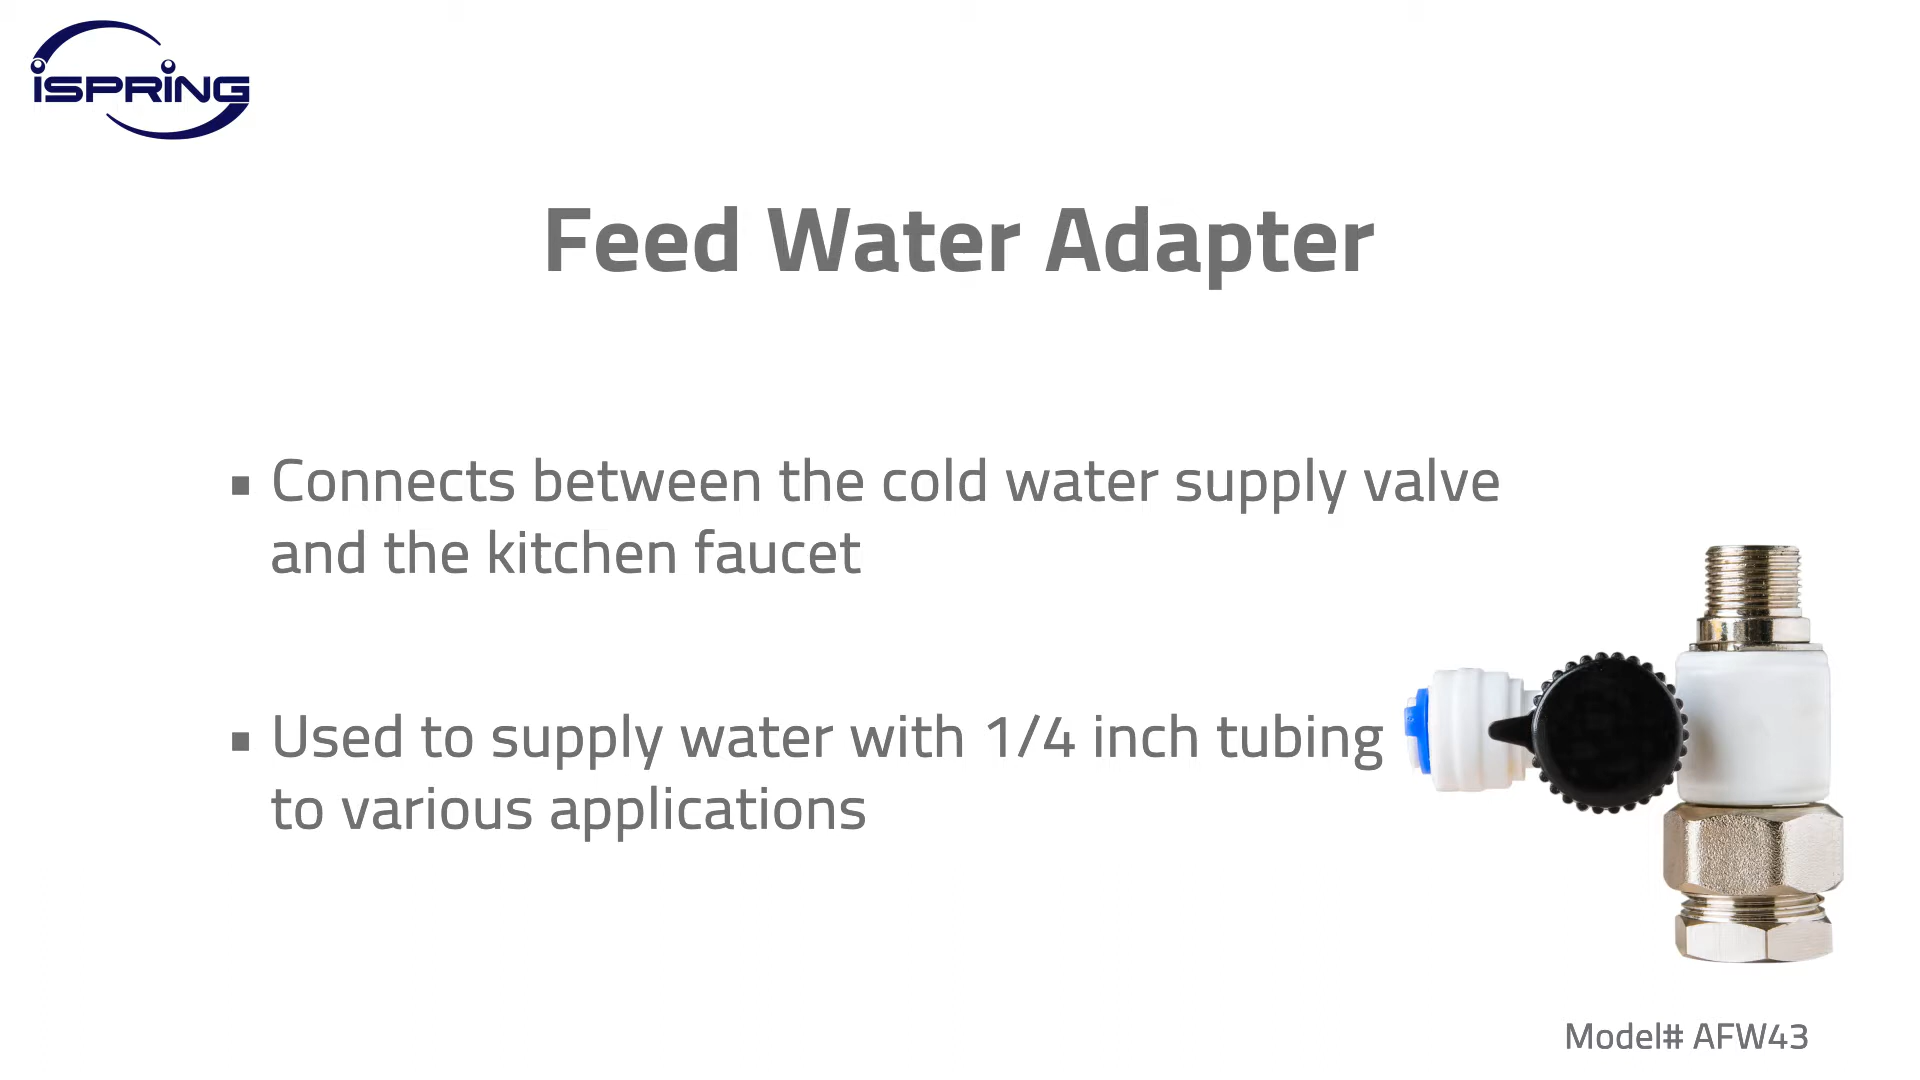 iSPRiNG
Feed Water Adapter
▪ Connects between the cold water supply valve
and the kitchen faucet
▪ Used to supply water with 1/4 inch tubing
to various applications
Model# AFW43